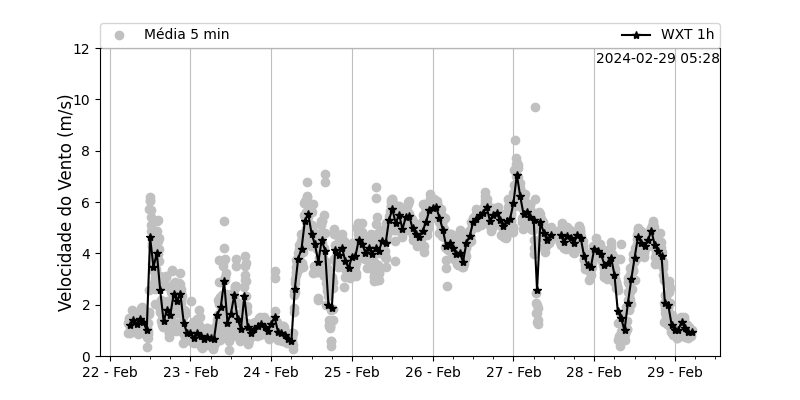 Média 5 min
WXT 1h
2024-02-29 05:28
Velocidade do Vento (m/s)
12
10
8
6
4
2
0
22 - Feb
23 - Feb
24 - Feb
25 - Feb
26 - Feb
27 - Feb
28 - Feb
29 - Feb